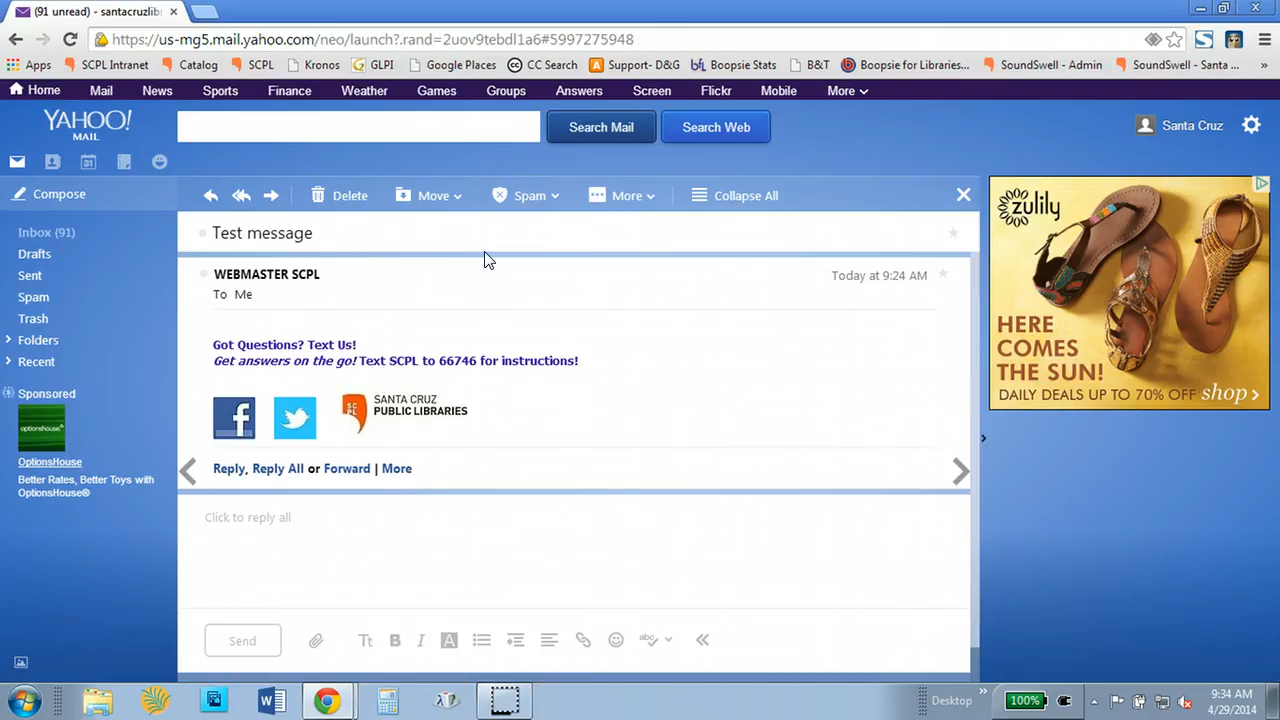 (91 unread) - santacruzlib
https://us-mg5.mail.yahoo.com/neo/launch?.rand=2uov9tebdl1a6#5997275948
Apps SCPL Intranet Catalog SCPL Kronos GLPI Google Places CC Search Support- D&G Boopsie Stats B&T Boopsie for Libraries... SoundSwell - Admin SoundSwell - Santa ... »
Home Mail News Sports Finance Weather Games Groups Answers Screen Flickr Mobile More
YAHOO!
MAIL
Search Mail Search Web Santa Cruz
31
Compose
Delete Move Spam More Collapse All
Inbox (91)
Drafts
Sent
Spam
Trash
Folders
Recent
Sponsored
optionshouse
OptionsHouse
Better Rates, Better Toys with
OptionsHouse®
Test message
WEBMASTER SCPL Today at 9:24 AM
To Me
Got Questions? Text Us!
Get answers on the go! Text SCPL to 66746 for instructions!
SC
PL
SANTA CRUZ
PUBLIC LIBRARIES
Reply, Reply All or Forward | More
Click to reply all
Send Tt B I A abc
zulily
HERE
COMES
THE SUN!
DAILY DEALS UP TO 70% OFF shop >
Desktop » 100% 9:34 AM
4/29/2014